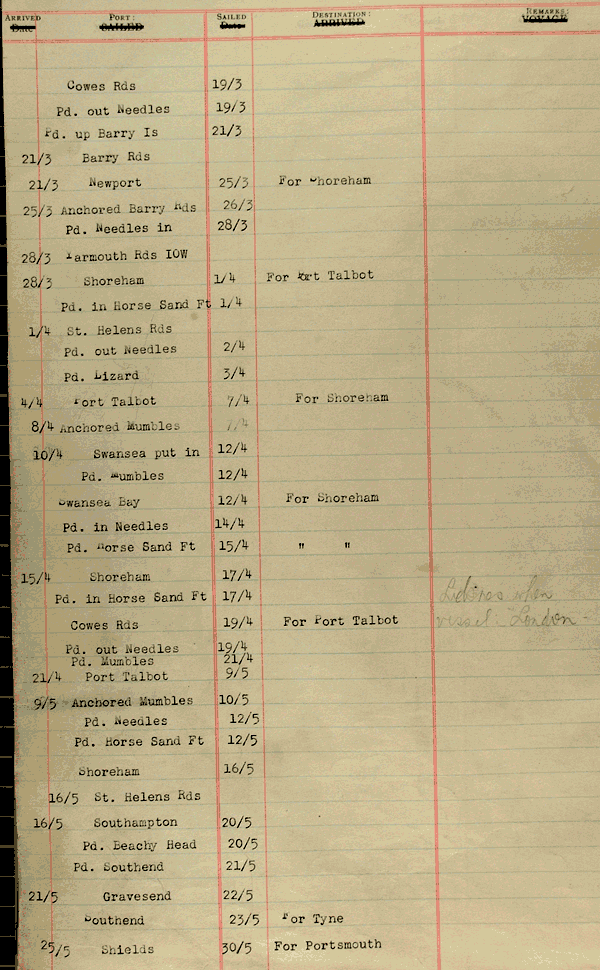 ARRIVED PORT: SAILED DESTINATION: REMARKS:
Date SAILED Date ARRIVED VOYAGE
Cowes Rds 19/3
Pd. out Needles 19/3
Pd. up Barry Is 21/3
21/3 Barry Rds
21/3 Newport 25/3 For Shoreham
25/3 Anchored Barry Rds 26/3
Pd. Needles in 28/3
28/3 Yarmouth Rds IOW
28/3 Shoreham 1/4 For Port Talbot
Pd. in Horse Sand Ft 1/4
1/4 St. Helens Rds
Pd. out Needles 2/4
Pd. Lizard 3/4
4/4 Port Talbot 7/4 For Shoreham
8/4 Anchored Mumbles 7/4
10/4 Swansea put in 12/4
Pd. Mumbles 12/4
Swansea Bay 12/4 For Shoreham
Pd. in Needles 14/4
Pd. Horse Sand Ft 15/4 " "
15/4 Shoreham 17/4
Pd. in Horse Sand Ft 17/4
Cowes Rds 19/4 For Port Talbot
vessel London -
Pd. out Needles 19/4
Pd. Mumbles 21/4
21/4 Port Talbot 9/5
9/5 Anchored Mumbles 10/5
Pd. Needles 12/5
Pd. Horse Sand Ft 12/5
Shoreham 16/5
16/5 St. Helens Rds
16/5 Southampton 20/5
Pd. Beachy Head 20/5
Pd. Southend 21/5
21/5 Gravesend 22/5
Southend 23/5 For Tyne
25/5 Shields 30/5 For Portsmouth